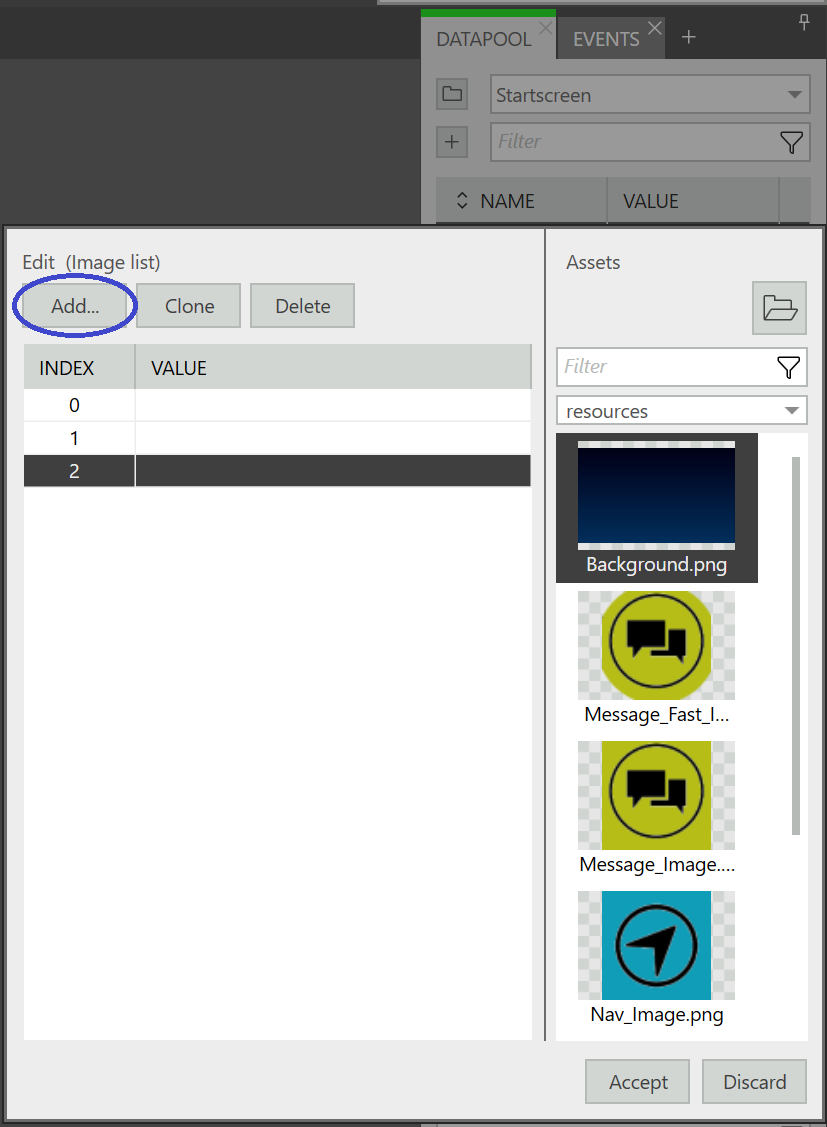 DATAPOOL EVENTS
Startscreen
Filter
NAME VALUE
Edit (Image list)
Add... Clone Delete
INDEX VALUE
0
1
2
Assets
Filter
resources
Background.png
Message_Fast_I...
Message_Image....
Nav_Image.png
Accept Discard